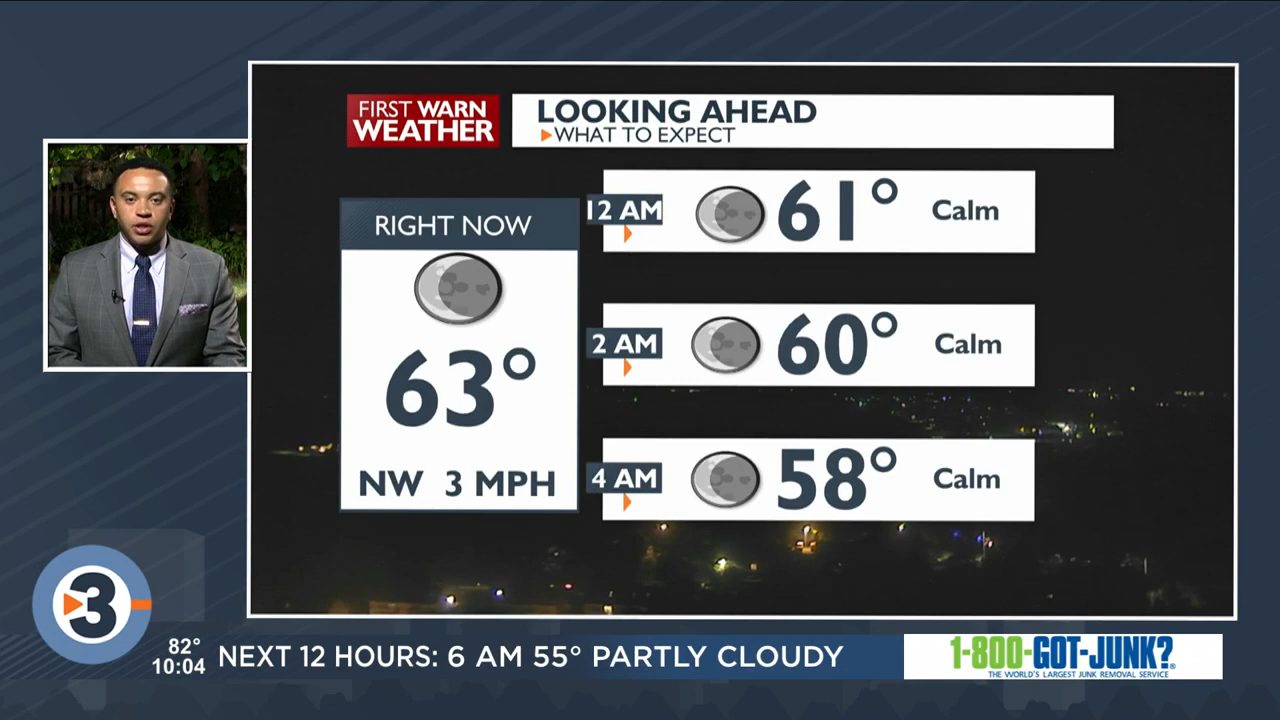 FIRST WARN
WEATHER
LOOKING AHEAD
WHAT TO EXPECT
RIGHT NOW
63°
NW 3 MPH
12 AM 61° Calm
2 AM 60° Calm
4 AM 58° Calm
3
82°
10:04
NEXT 12 HOURS: 6 AM 55° PARTLY CLOUDY
1-800-GOT-JUNK?®
THE WORLD'S LARGEST JUNK REMOVAL SERVICE